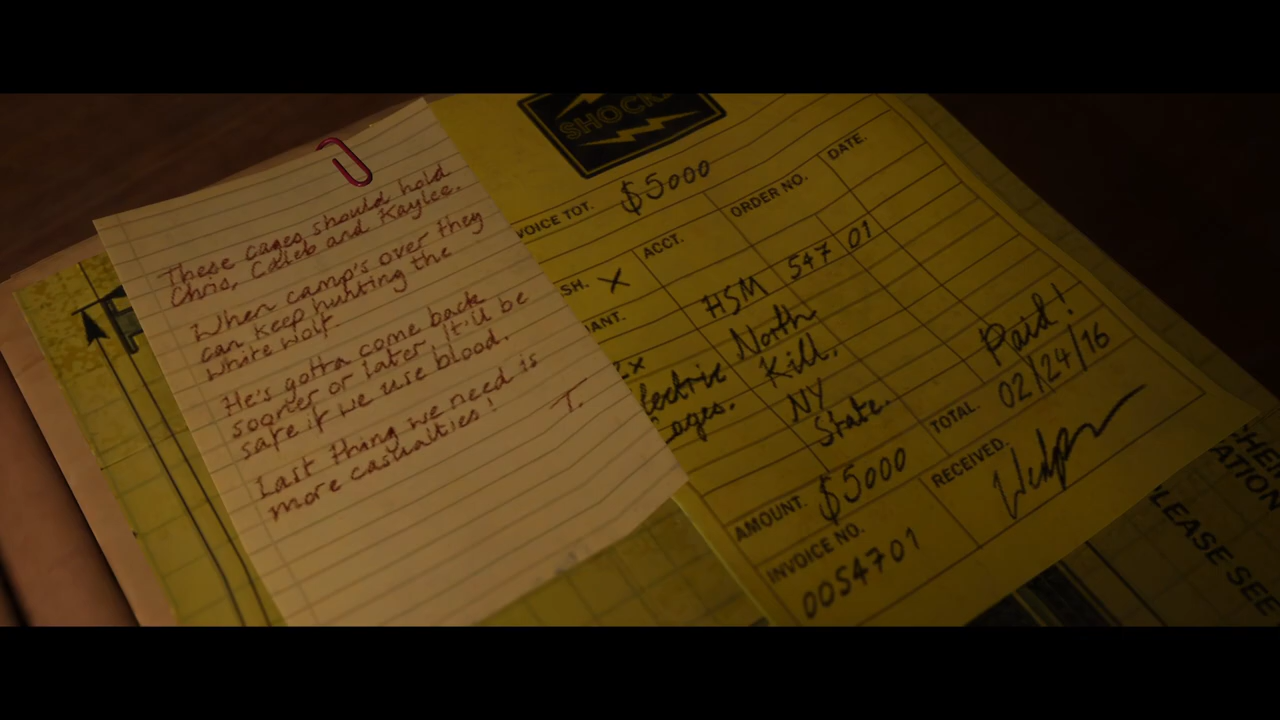 These cages should hold
Chris, Caleb and Kaylee.
When camp's over they
can keep hunting the
white wolf.
He's gotta come back
sooner or later, it'll be
safe if we use blood.
Last thing we need is
more casualties!
T.
SHOCK
VOICE TOT. $5000
SH. X
ACCT.
ORDER NO.
DATE.
ANT.
HSM 547 01
North
Kill,
NY
State.
lectric
ages.
Paid!
02/24/16
AMOUNT. $5000
TOTAL.
INVOICE NO.
0054701
RECEIVED.
ATION
LEASE SEE